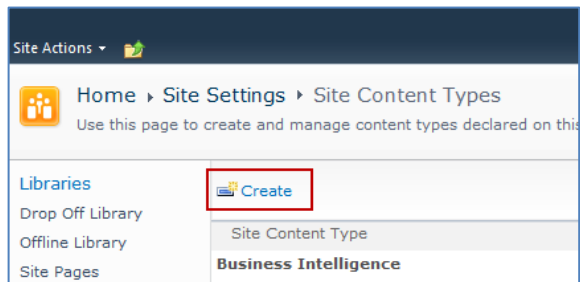 Site Actions
Home ▸ Site Settings ▸ Site Content Types
Use this page to create and manage content types declared on this
Libraries
Drop Off Library
Offline Library
Site Pages
Create
Site Content Type
Business Intelligence